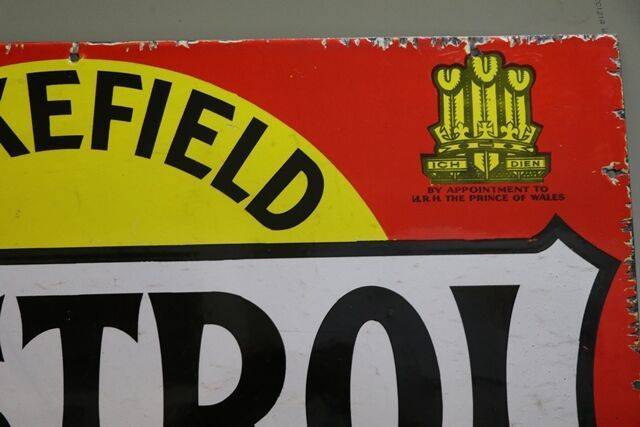 KEFIELD
ICH DIEN
BY APPOINTMENT TO
H.R.H. THE PRINCE OF WALES
STROL